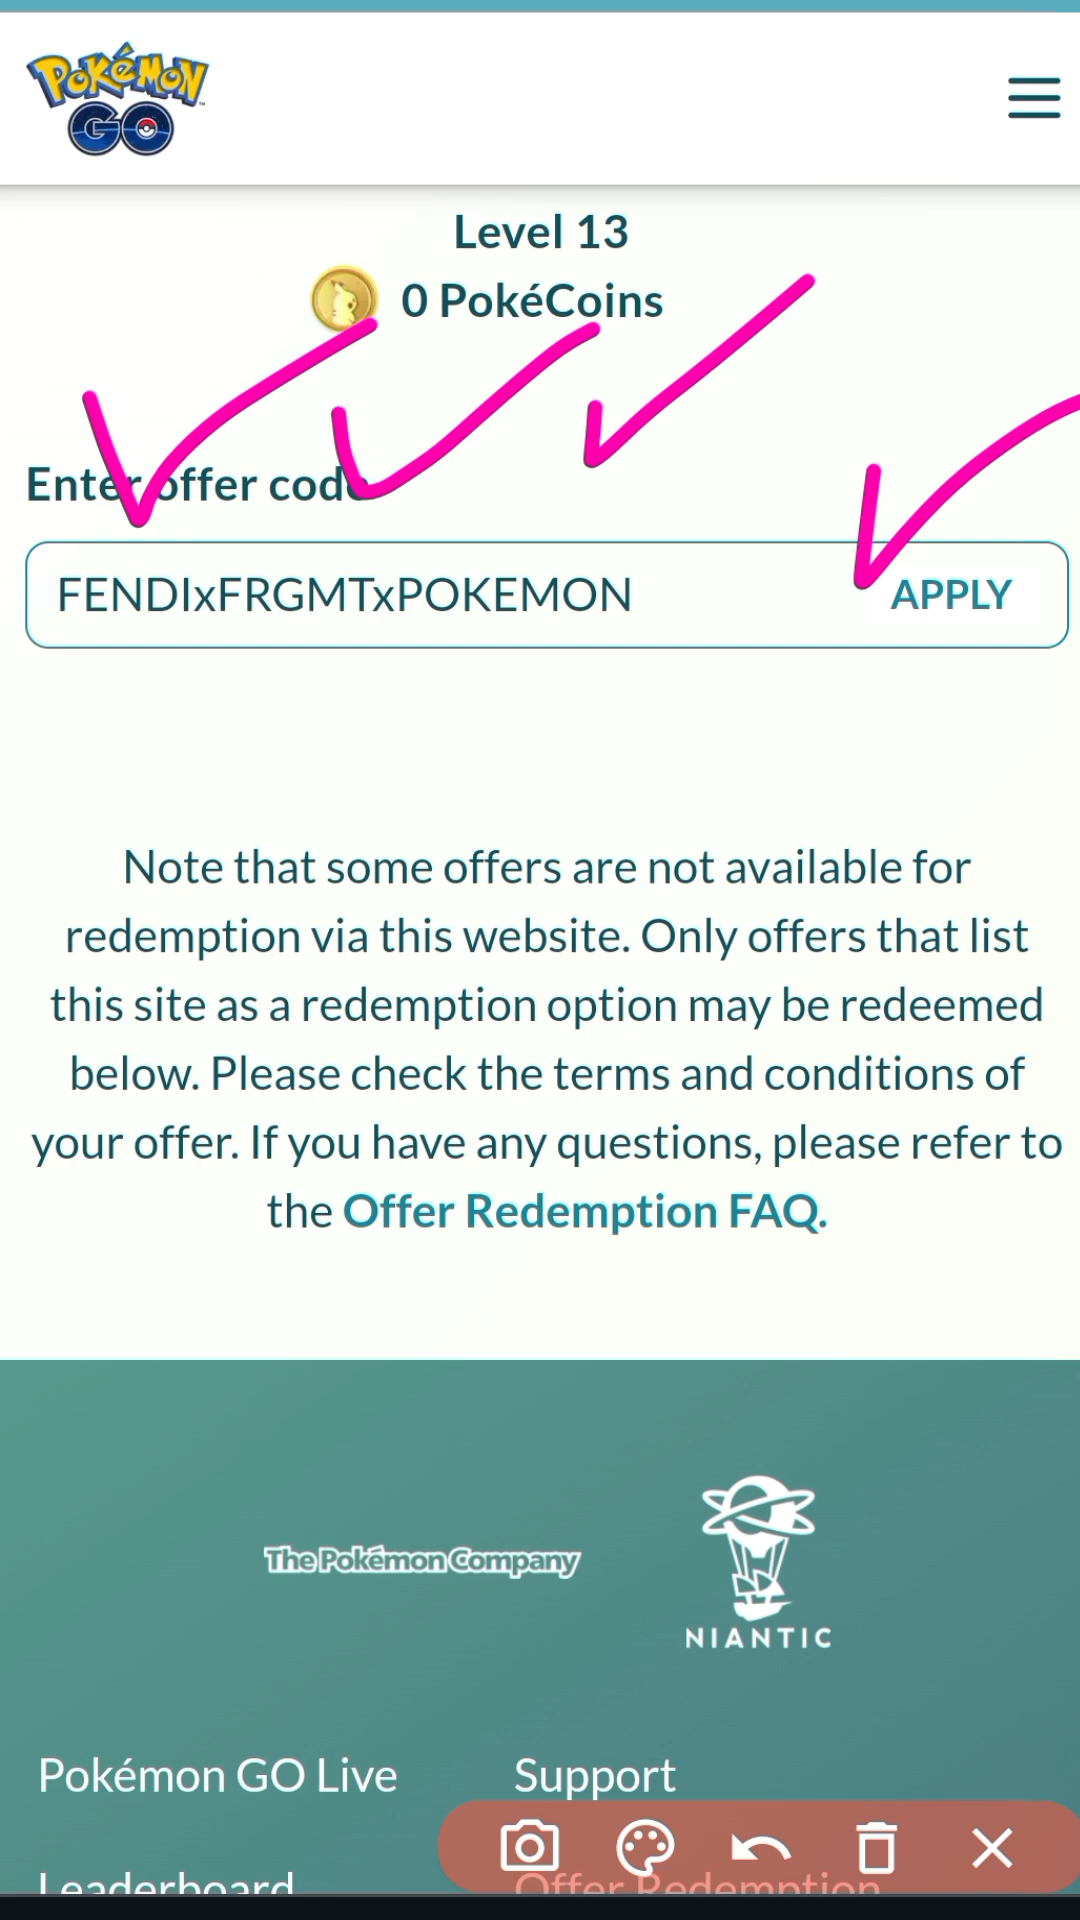 POKÉMON
GO
Level 13
0 PokéCoins
Enter offer code
FENDIxFRGMTxPOKEMON
APPLY
Note that some offers are not available for
redemption via this website. Only offers that list
this site as a redemption option may be redeemed
below. Please check the terms and conditions of
your offer. If you have any questions, please refer to
the Offer Redemption FAQ.
The Pokémon Company
NIANTIC
Pokémon GO Live
Support
Leaderboard
Offer Redemption